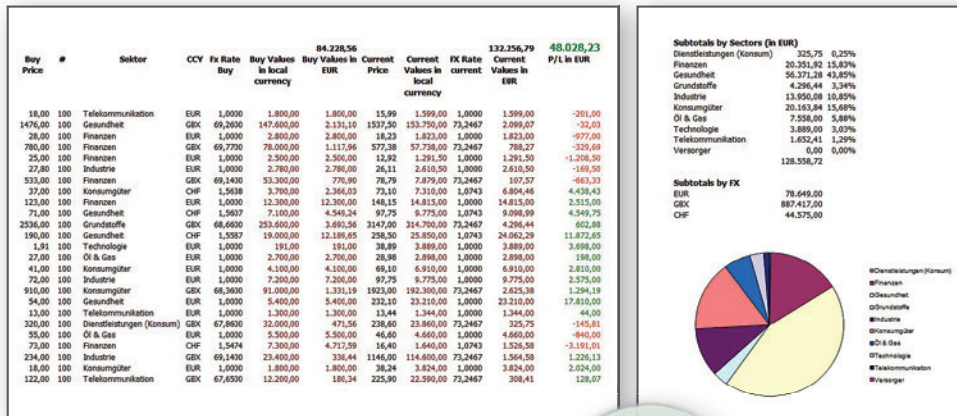 84.228,56 132.256,79 48.028,23
Buy Price # Sektor CCY Fx Rate Buy Buy Values in local currency Buy Values in EUR Current Price Current Values in local currency FX Rate current Current Values in EUR P/L in EUR
18,00 100 Telekommunikation EUR 1,0000 1.800,00 1.800,00 15,99 1.599,00 1,0000 1.599,00 -201,00
1476,00 100 Gesundheit GBX 69,2600 147.600,00 2.131,10 1537,50 153.750,00 73,2467 2.099,07 -32,03
28,00 100 Finanzen EUR 1,0000 2.800,00 2.800,00 18,23 1.823,00 1,0000 1.823,00 -977,00
780,00 100 Finanzen GBX 69,7700 78.000,00 1.117,96 577,38 57.738,00 73,2467 788,27 -329,69
25,00 100 Finanzen EUR 1,0000 2.500,00 2.500,00 12,92 1.291,50 1,0000 1.291,50 -1.208,50
27,80 100 Industrie EUR 1,0000 2.780,00 2.780,00 26,11 2.610,50 1,0000 2.610,50 -169,50
533,00 100 Finanzen GBX 69,1400 53.300,00 770,90 78,79 7.879,00 73,2467 107,57 -663,33
37,00 100 Konsumgüter CHF 1,5638 3.700,00 2.366,03 73,10 7.310,00 1,0743 6.804,46 4.438,43
123,00 100 Finanzen EUR 1,0000 12.300,00 12.300,00 148,15 14.815,00 1,0000 14.815,00 2.515,00
71,00 100 Gesundheit CHF 1,5607 7.100,00 4.549,24 97,75 9.775,00 1,0743 9.098,99 4.549,75
2536,00 100 Grundstoffe GBX 68,6600 253.600,00 3.693,56 3147,00 314.700,00 73,2467 4.296,44 602,88
190,00 100 Gesundheit CHF 1,5587 19.000,00 12.189,65 258,50 25.850,00 1,0743 24.062,29 11.872,65
1,91 100 Technologie EUR 1,0000 191,00 191,00 38,89 3.889,00 1,0000 3.889,00 3.698,00
27,00 100 Öl & Gas EUR 1,0000 2.700,00 2.700,00 28,98 2.898,00 1,0000 2.898,00 198,00
41,00 100 Konsumgüter EUR 1,0000 4.100,00 4.100,00 69,10 6.910,00 1,0000 6.910,00 2.810,00
72,00 100 Industrie EUR 1,0000 7.200,00 7.200,00 97,75 9.775,00 1,0000 9.775,00 2.575,00
910,00 100 Konsumgüter GBX 68,3600 91.000,00 1.331,19 1923,00 192.300,00 73,2467 2.625,38 1.294,19
54,00 100 Gesundheit EUR 1,0000 5.400,00 5.400,00 232,10 23.210,00 1,0000 23.210,00 17.810,00
13,00 100 Telekommunikation EUR 1,0000 1.300,00 1.300,00 13,44 1.344,00 1,0000 1.344,00 44,00
320,00 100 Dienstleistungen (Konsum) GBX 67,8600 32.000,00 471,56 238,60 23.860,00 73,2467 325,75 -145,81
55,00 100 Öl & Gas EUR 1,0000 5.500,00 5.500,00 46,60 4.660,00 1,0000 4.660,00 -840,00
73,00 100 Finanzen CHF 1,5474 7.300,00 4.717,59 16,40 1.640,00 1,0743 1.526,58 -3.191,01
234,00 100 Industrie GBX 69,1400 23.400,00 338,44 1146,00 114.600,00 73,2467 1.564,58 1.226,13
18,00 100 Konsumgüter EUR 1,0000 1.800,00 1.800,00 38,24 3.824,00 1,0000 3.824,00 2.024,00
122,00 100 Telekommunikation GBX 67,6500 12.200,00 180,34 225,90 22.590,00 73,2467 308,41 128,07
Subtotals by Sectors (in EUR)
Dienstleistungen (Konsum) 325,75 0,25%
Finanzen 20.351,92 15,83%
Gesundheit 56.371,28 43,85%
Grundstoffe 4.296,44 3,34%
Industrie 13.950,08 10,85%
Konsumgüter 20.163,84 15,68%
Öl & Gas 7.558,00 5,88%
Technologie 3.889,00 3,03%
Telekommunikation 1.652,41 1,29%
Versorger 0,00 0,00%
128.558,72
Subtotals by FX
EUR 78.649,00
GBX 887.417,00
CHF 44.575,00
Dienstleistungen (Konsum)
Finanzen
Gesundheit
Grundstoffe
Industrie
Konsumgüter
Öl & Gas
Technologie
Telekommunikation
Versorger